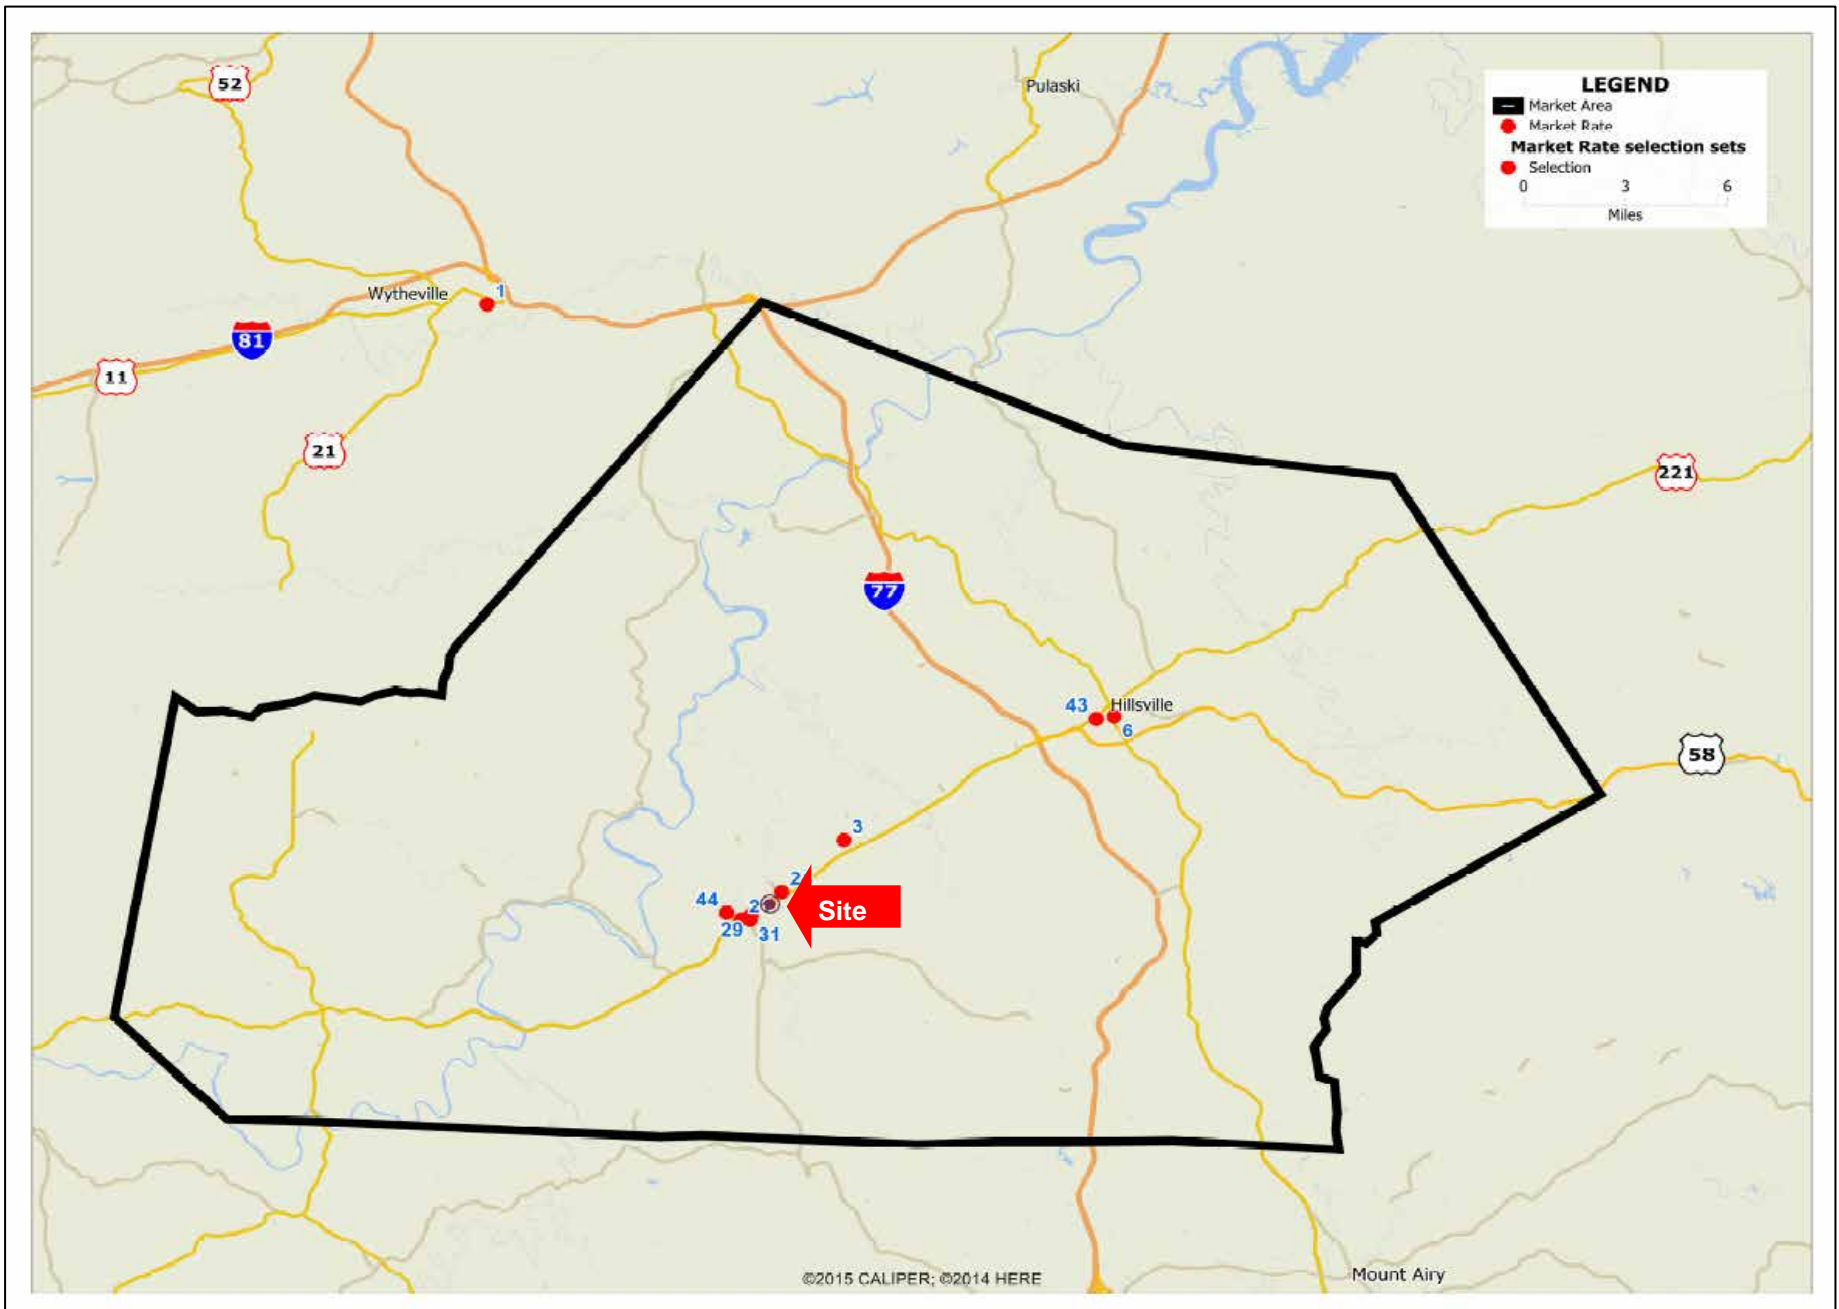 52
Pulaski
LEGEND
Market Area
Market Rate
Market Rate selection sets
Selection
0 3 6
Miles
Wytheville
1
81
11
21
221
77
43
Hillsville
6
58
3
2
44
2
Site
29
31
©2015 CALIPER; ©2014 HERE
Mount Airy